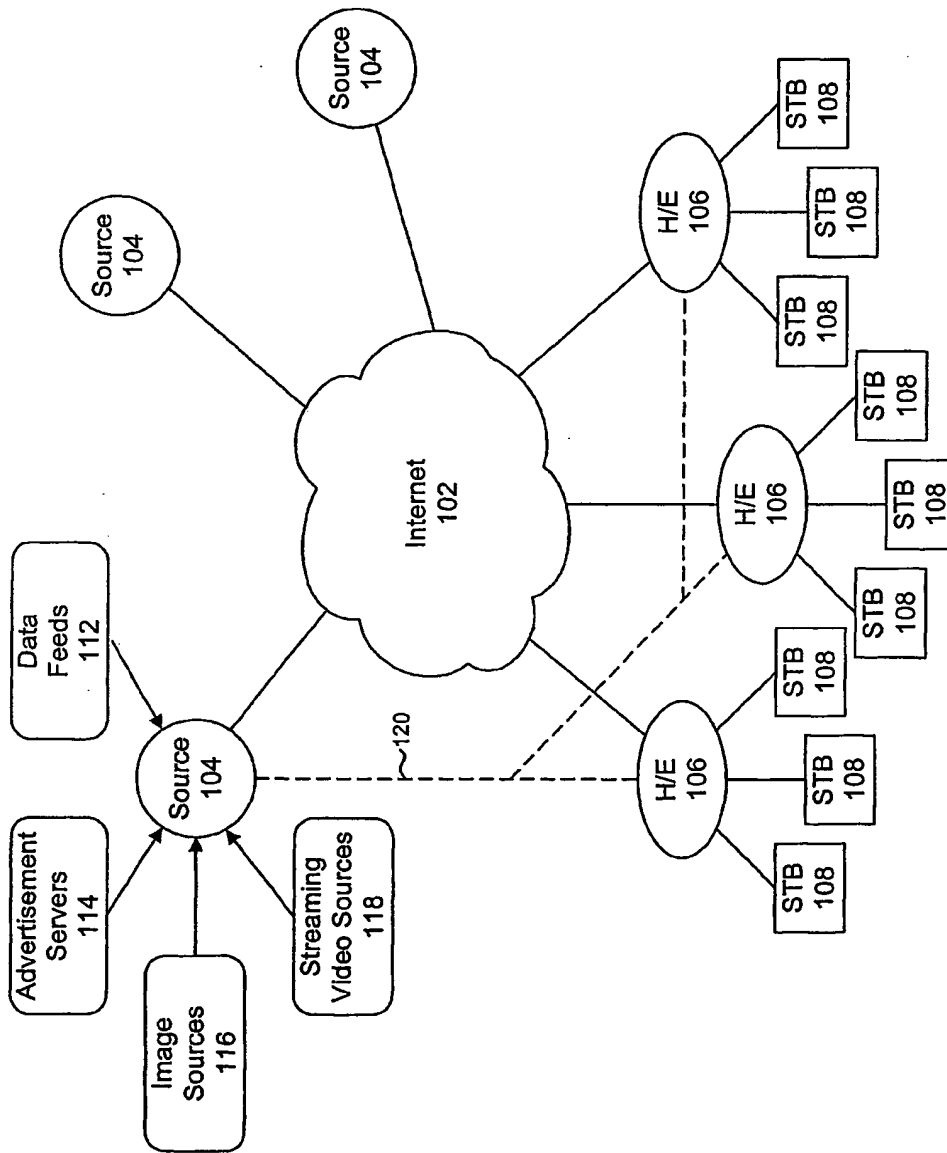 Data
Feeds
112
Advertisement
Servers
114
Image
Sources
116
Streaming
Video Sources
118
Source
104
Source
104
Source
104
Internet
102
120
H/E
106
H/E
106
H/E
106
STB
108
STB
108
STB
108
STB
108
STB
108
STB
108
STB
108
STB
108
STB
108